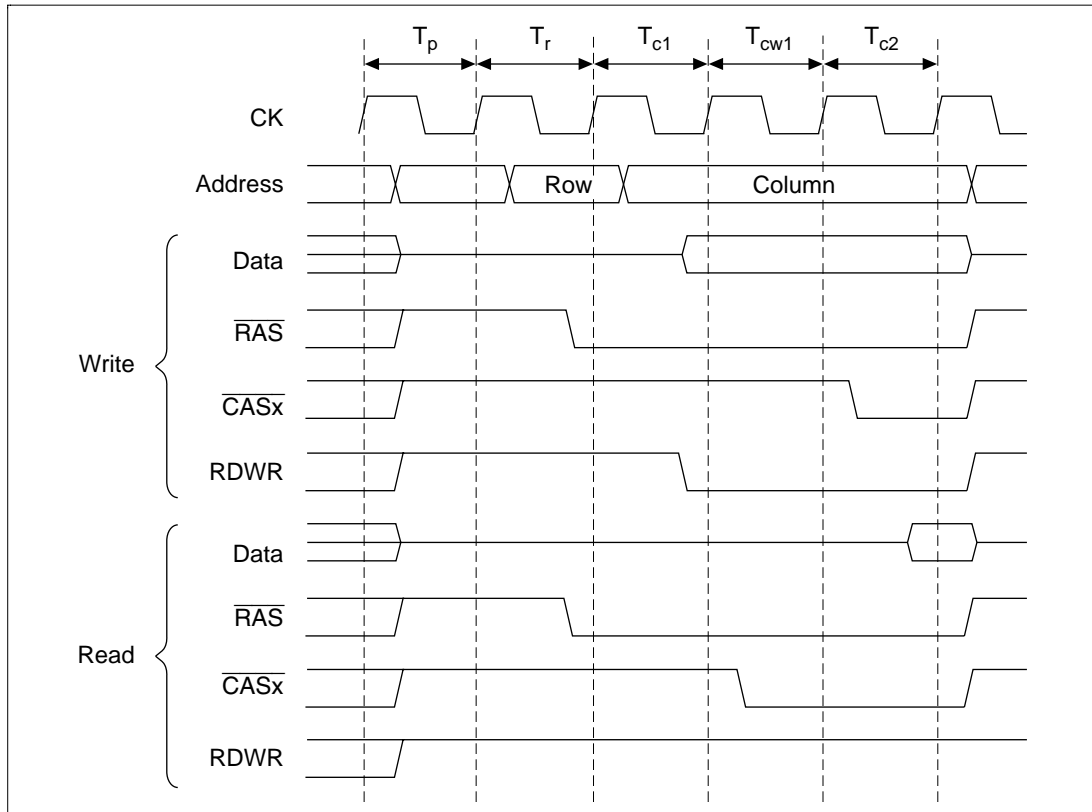 Tp Tr Tc1 Tcw1 Tc2
CK
Address Row Column
Write
Data
RAS
CASx
RDWR
Read
Data
RAS
CASx
RDWR